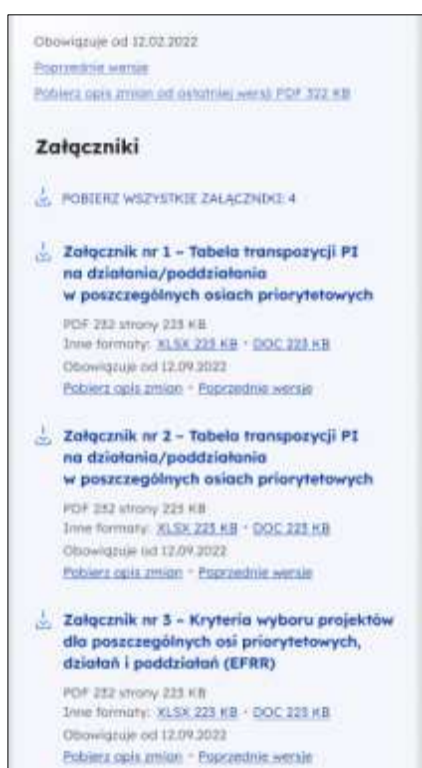 Obowiązuje od 12.02.2022
Poprzednie wersje
Pobierz opis zmian od ostatniej wersji PDF 322 KB
Załączniki
POBIERZ WSZYSTKIE ZAŁĄCZNIKI: 4
Załącznik nr 1 – Tabela transpozycji PI
na działania/poddziałania
w poszczególnych osiach priorytetowych
PDF 232 strony 223 KB
Inne formaty: XLSX 223 KB · DOC 223 KB
Obowiązuje od 12.09.2022
Pobierz opis zmian · Poprzednie wersje
Załącznik nr 2 – Tabela transpozycji PI
na działania/poddziałania
w poszczególnych osiach priorytetowych
PDF 232 strony 223 KB
Inne formaty: XLSX 223 KB · DOC 223 KB
Obowiązuje od 12.09.2022
Pobierz opis zmian · Poprzednie wersje
Załącznik nr 3 – Kryteria wyboru projektów
dla poszczególnych osi priorytetowych,
działań i poddziałań (EFRR)
PDF 232 strony 223 KB
Inne formaty: XLSX 223 KB · DOC 223 KB
Obowiązuje od 12.09.2022
Pobierz opis zmian · Poprzednie wersje